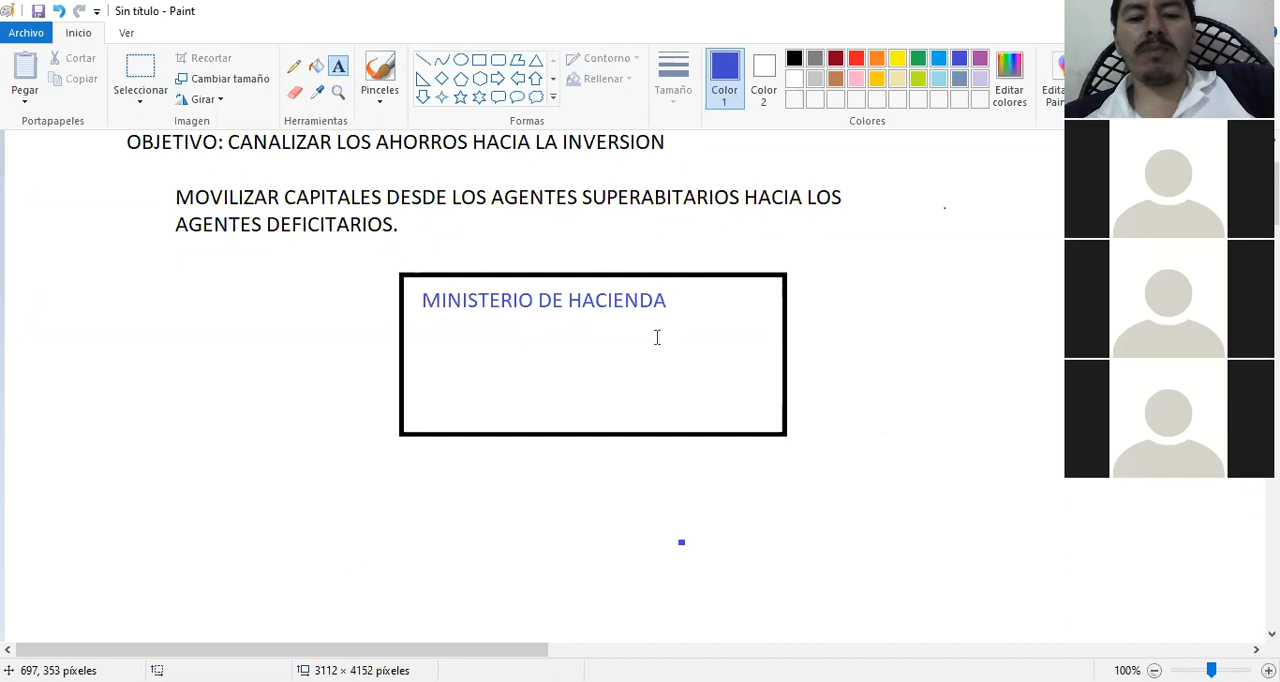 Sin título - Paint
Archivo Inicio Ver
Pegar
Cortar
Copiar
Portapapeles
Seleccionar
Recortar
Cambiar tamaño
Girar
Imagen
A
Herramientas
Pinceles
Contorno
Rellenar
Formas
Tamaño
Color 1
Color 2
Editar colores
Colores
OBJETIVO: CANALIZAR LOS AHORROS HACIA LA INVERSION
MOVILIZAR CAPITALES DESDE LOS AGENTES SUPERABITARIOS HACIA LOS
AGENTES DEFICITARIOS.
MINISTERIO DE HACIENDA
697, 353 píxeles
3112 × 4152 píxeles
100%